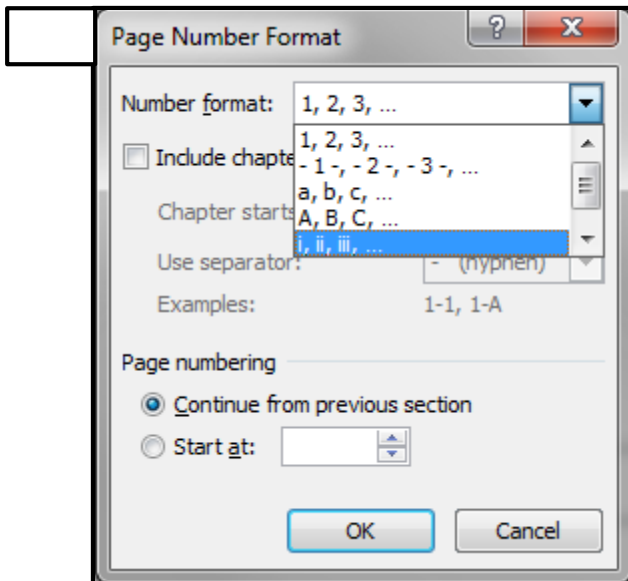 Page Number Format
Number format: 1, 2, 3, ...
1, 2, 3, ...
Include chapte
- 1 -, - 2 -, - 3 -, ...
a, b, c, ...
Chapter starts
A, B, C, ...
i, ii, iii, ...
Use separator: - (hyphen)
Examples: 1-1, 1-A
Page numbering
Continue from previous section
Start at:
OK Cancel